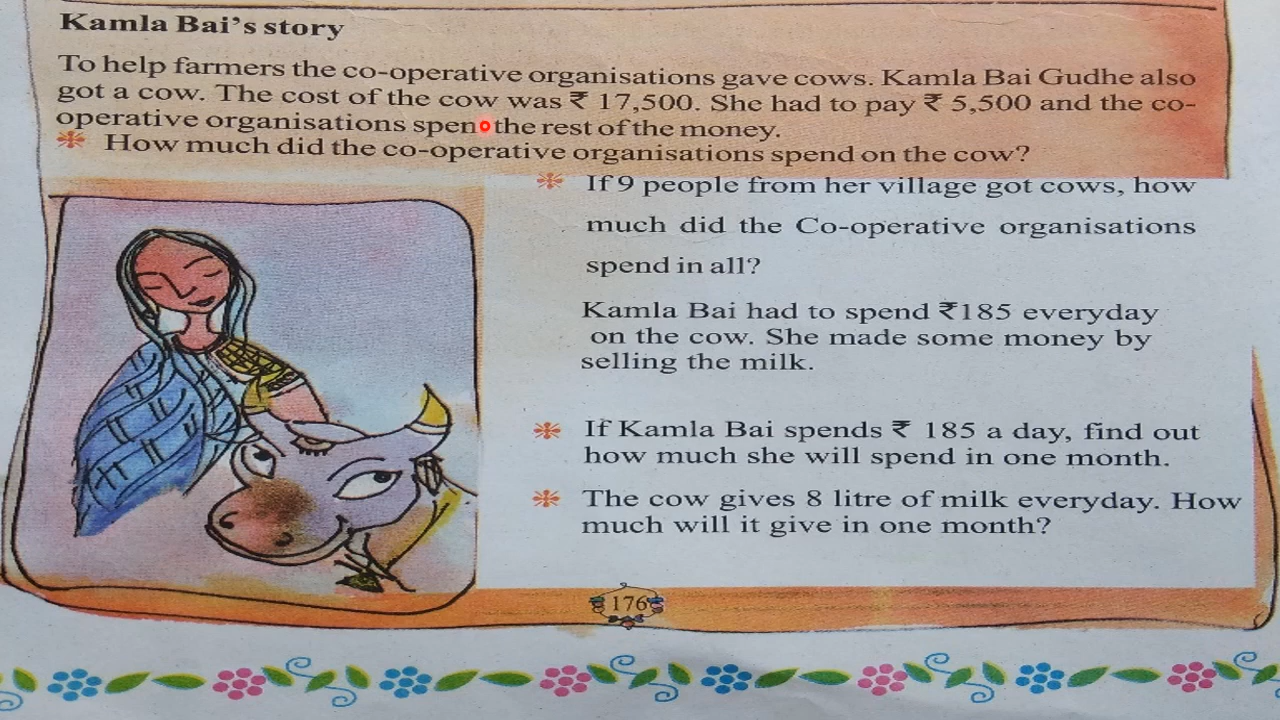 Kamla Bai's story
To help farmers the co-operative organisations gave cows. Kamla Bai Gudhe also
got a cow. The cost of the cow was ₹ 17,500. She had to pay ₹ 5,500 and the co-
operative organisations spen the rest of the money.
How much did the co-operative organisations spend on the cow?
If 9 people from her village got cows, how
much did the Co-operative organisations
spend in all?
Kamla Bai had to spend ₹185 everyday
on the cow. She made some money by
selling the milk.
If Kamla Bai spends ₹ 185 a day, find out
how much she will spend in one month.
The cow gives 8 litre of milk everyday. How
much will it give in one month?
176